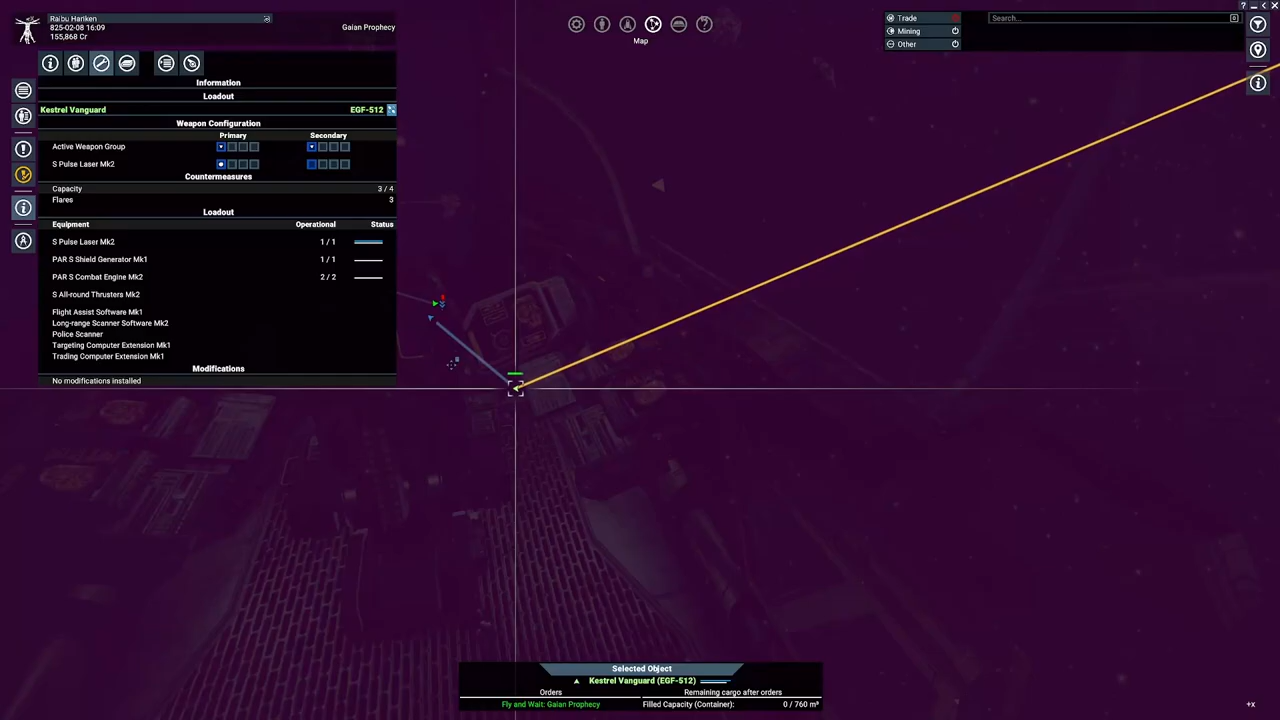 Raibu Hariken
825-02-08 16:09
155,868 Cr
Gaian Prophecy
Map
Trade
Mining
Other
Search...
Information
Loadout
Kestrel Vanguard EGF-512
Weapon Configuration
Primary Secondary
Active Weapon Group
S Pulse Laser Mk2
Countermeasures
Capacity 3 / 4
Flares 3
Loadout
Equipment Operational Status
S Pulse Laser Mk2 1 / 1
PAR S Shield Generator Mk1 1 / 1
PAR S Combat Engine Mk2 2 / 2
S All-round Thrusters Mk2
Flight Assist Software Mk1
Long-range Scanner Software Mk2
Police Scanner
Targeting Computer Extension Mk1
Trading Computer Extension Mk1
Modifications
No modifications installed
Selected Object
Kestrel Vanguard (EGF-512)
Orders Remaining cargo after orders
Fly and Wait: Gaian Prophecy Filled Capacity (Container): 0 / 760 m³
+x